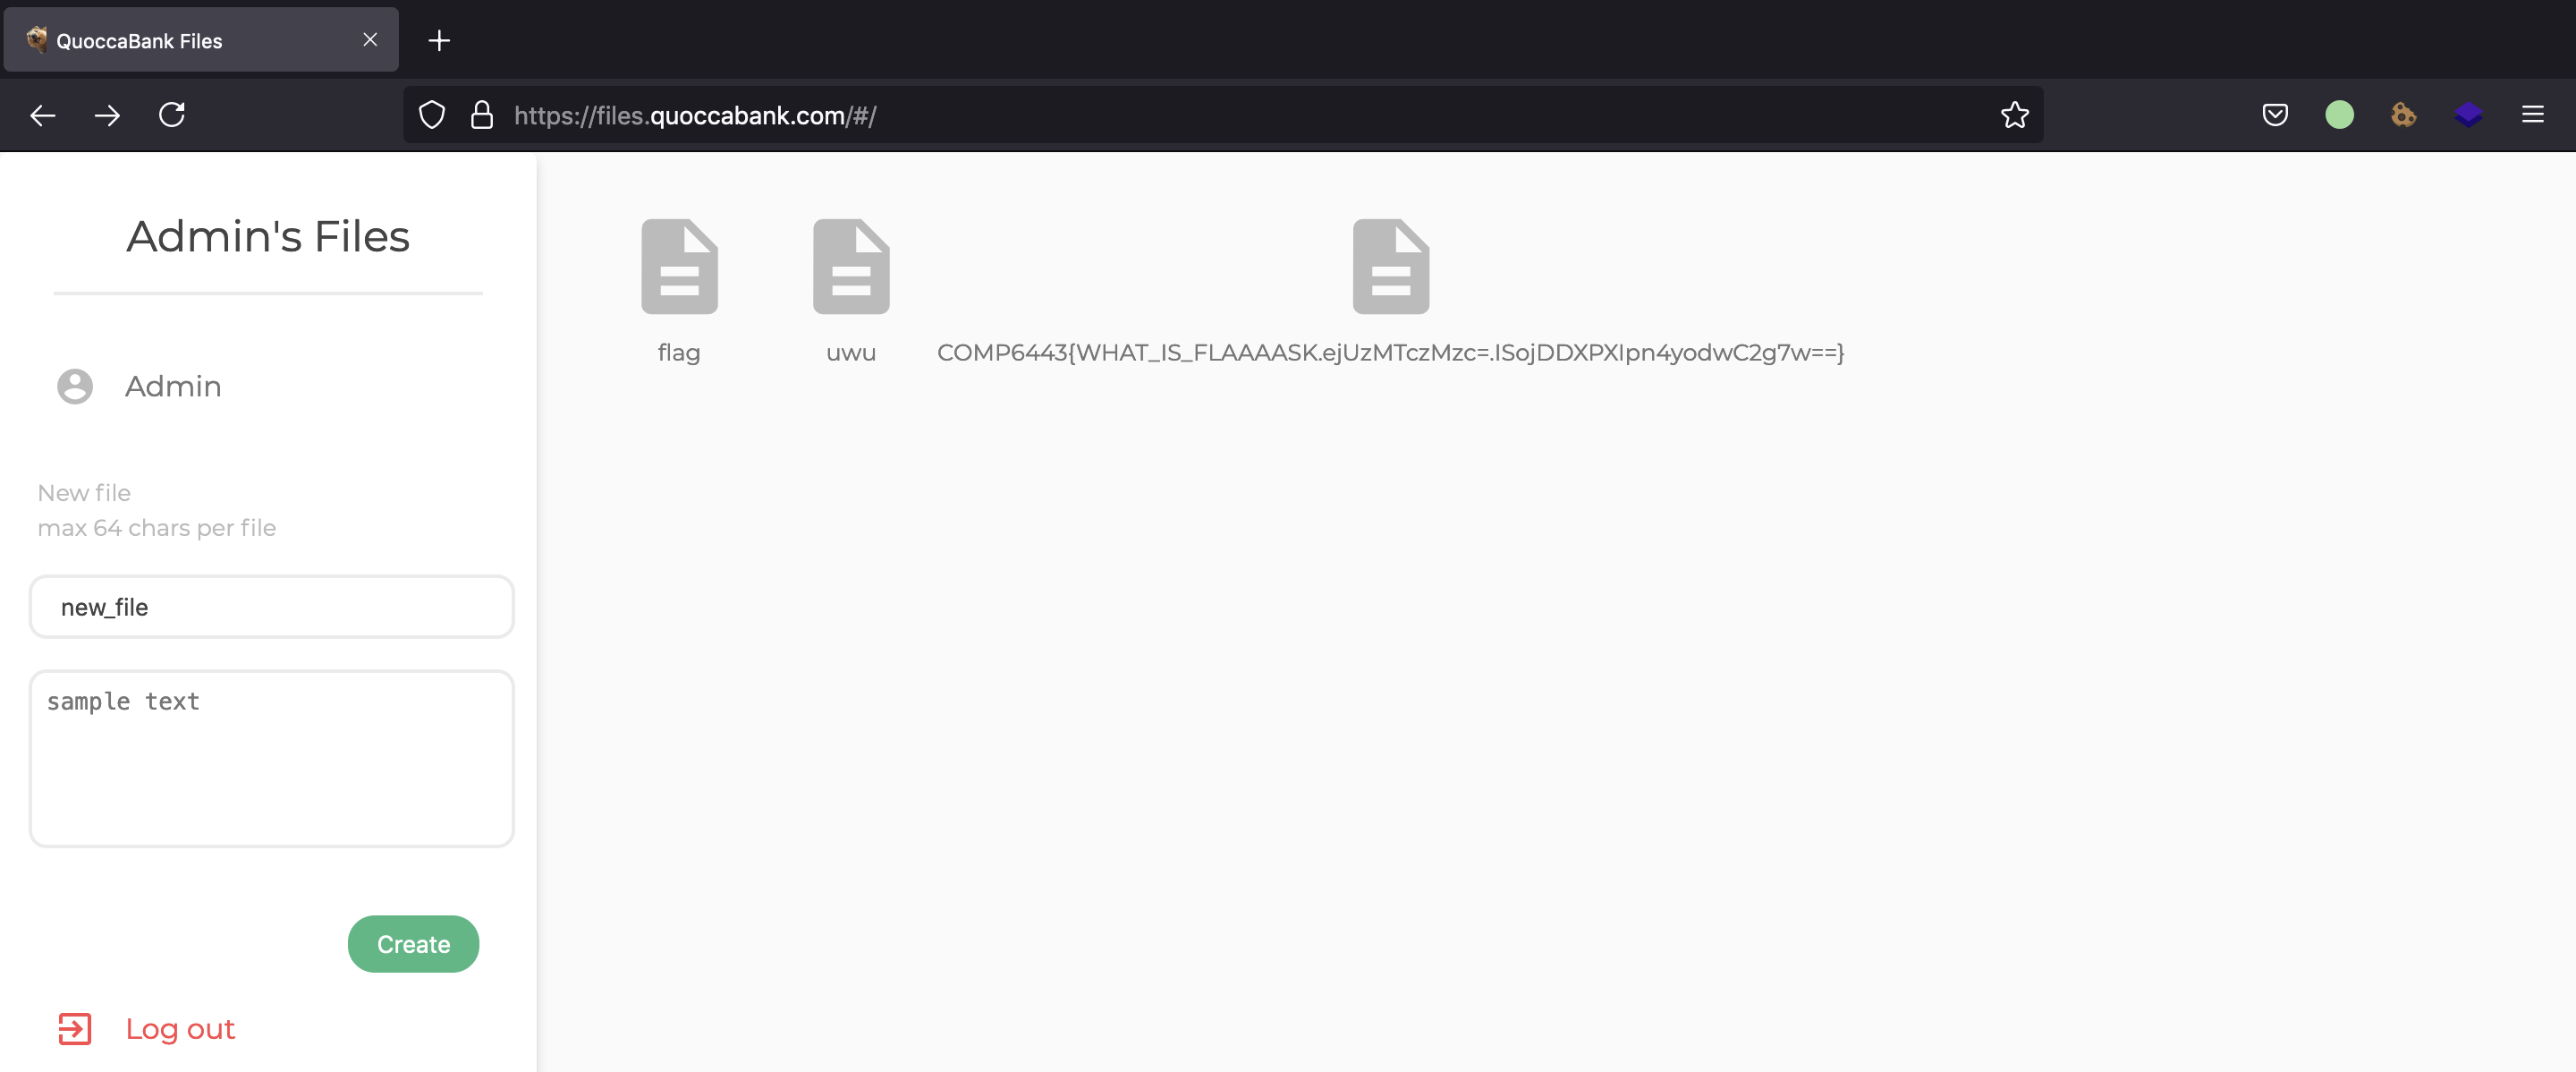 QuoccaBank Files
https://files.quoccabank.com/#/
Admin's Files
Admin
New file
max 64 chars per file
new_file
sample text
Create
Log out
flag
uwu
COMP6443{WHAT_IS_FLAAAASK.ejUzMTczMzc=.ISojDDXPXIpn4yodwC2g7w==}